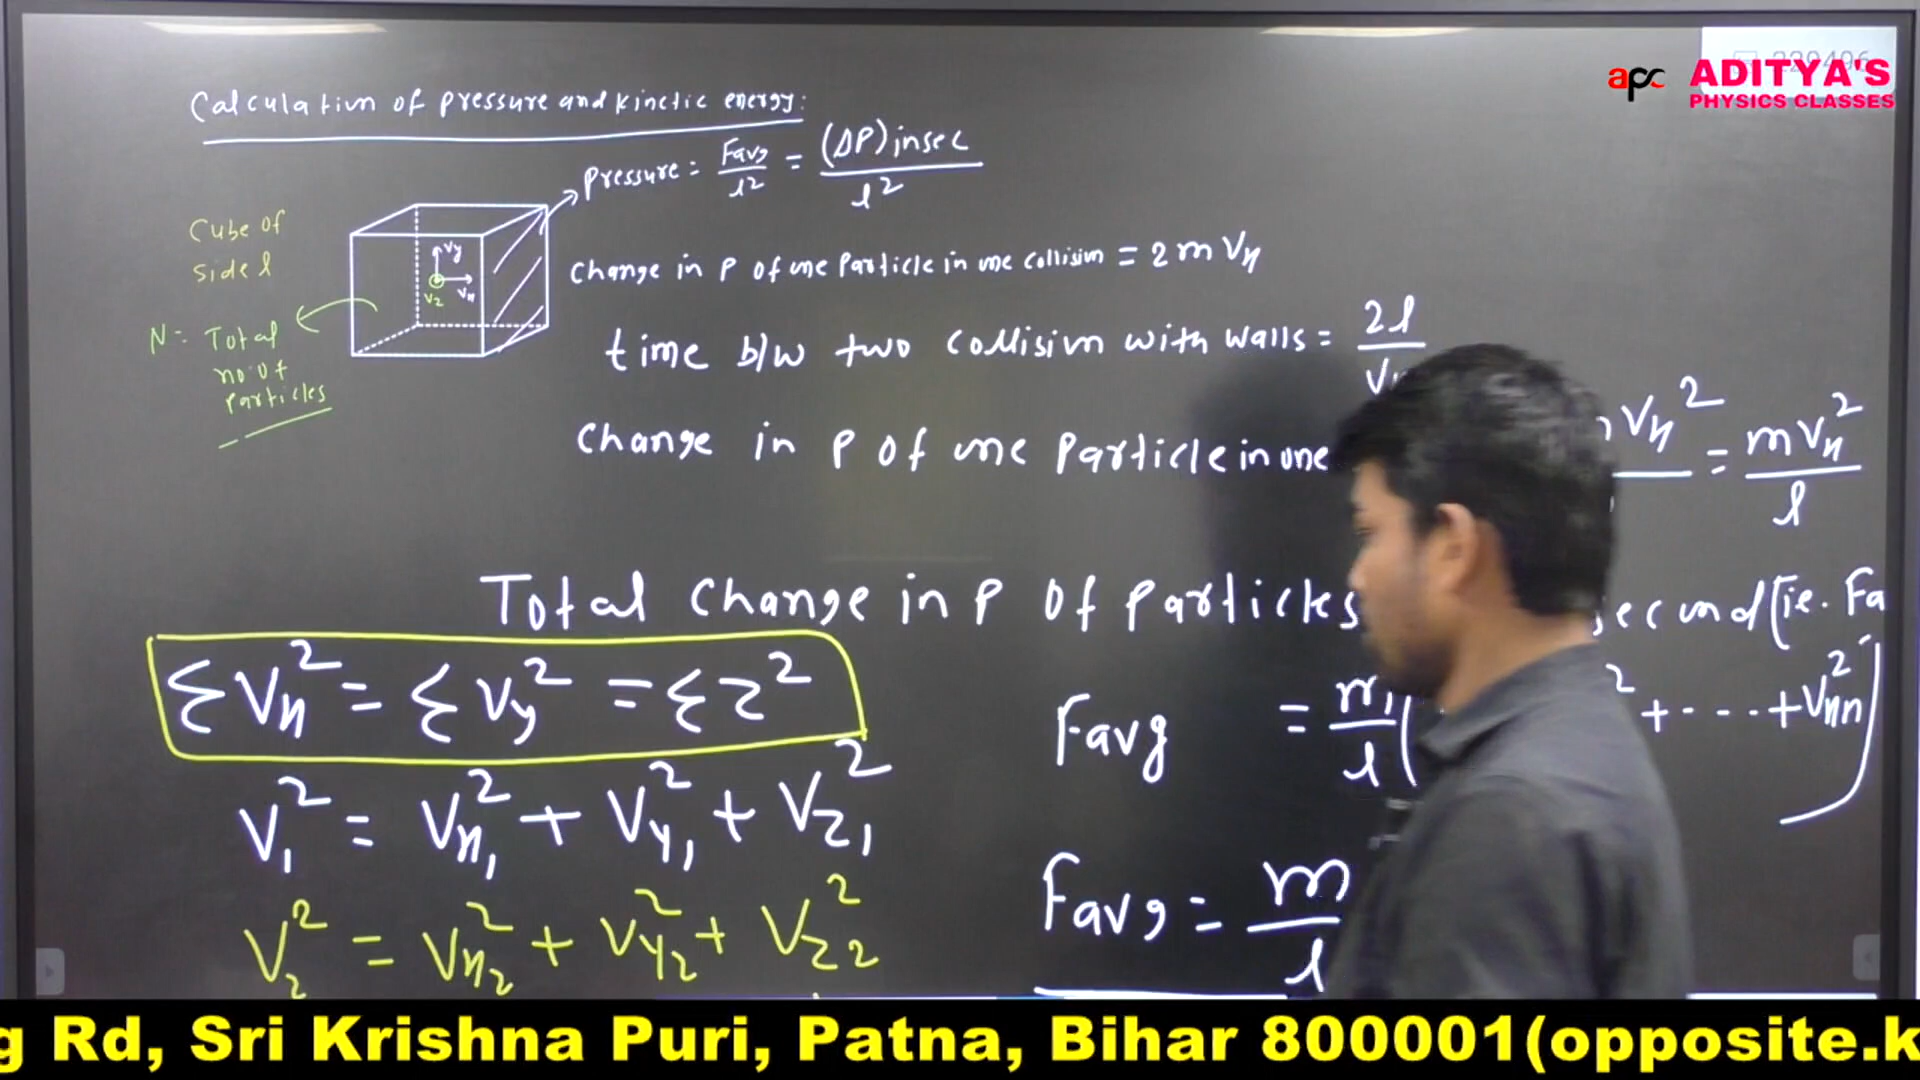 229496
apc ADITYA'S
PHYSICS CLASSES
Calculation of pressure and kinetic energy:
Pressure = Favg/l² = (ΔP) in sec/l²
Cube of
side l
Vy
Vx
Vz
N = Total
no. of
Particles
Change in P of one Particle in one collision = 2mVx
time b/w two collision with walls = 2l/V
Change in P of one Particle in one Vx² = mVx²/l
Total change in P of particles second (i.e. Fa
Σvx² = Σvy² = Σz²
Favg = m₁/l( ² + - - - + Vxn²)
V₁² = Vx₁² + Vy₁² + Vz₁²
Favg = m/l
V₂² = Vx₂² + Vy₂² + Vz₂²
g Rd, Sri Krishna Puri, Patna, Bihar 800001(opposite.k